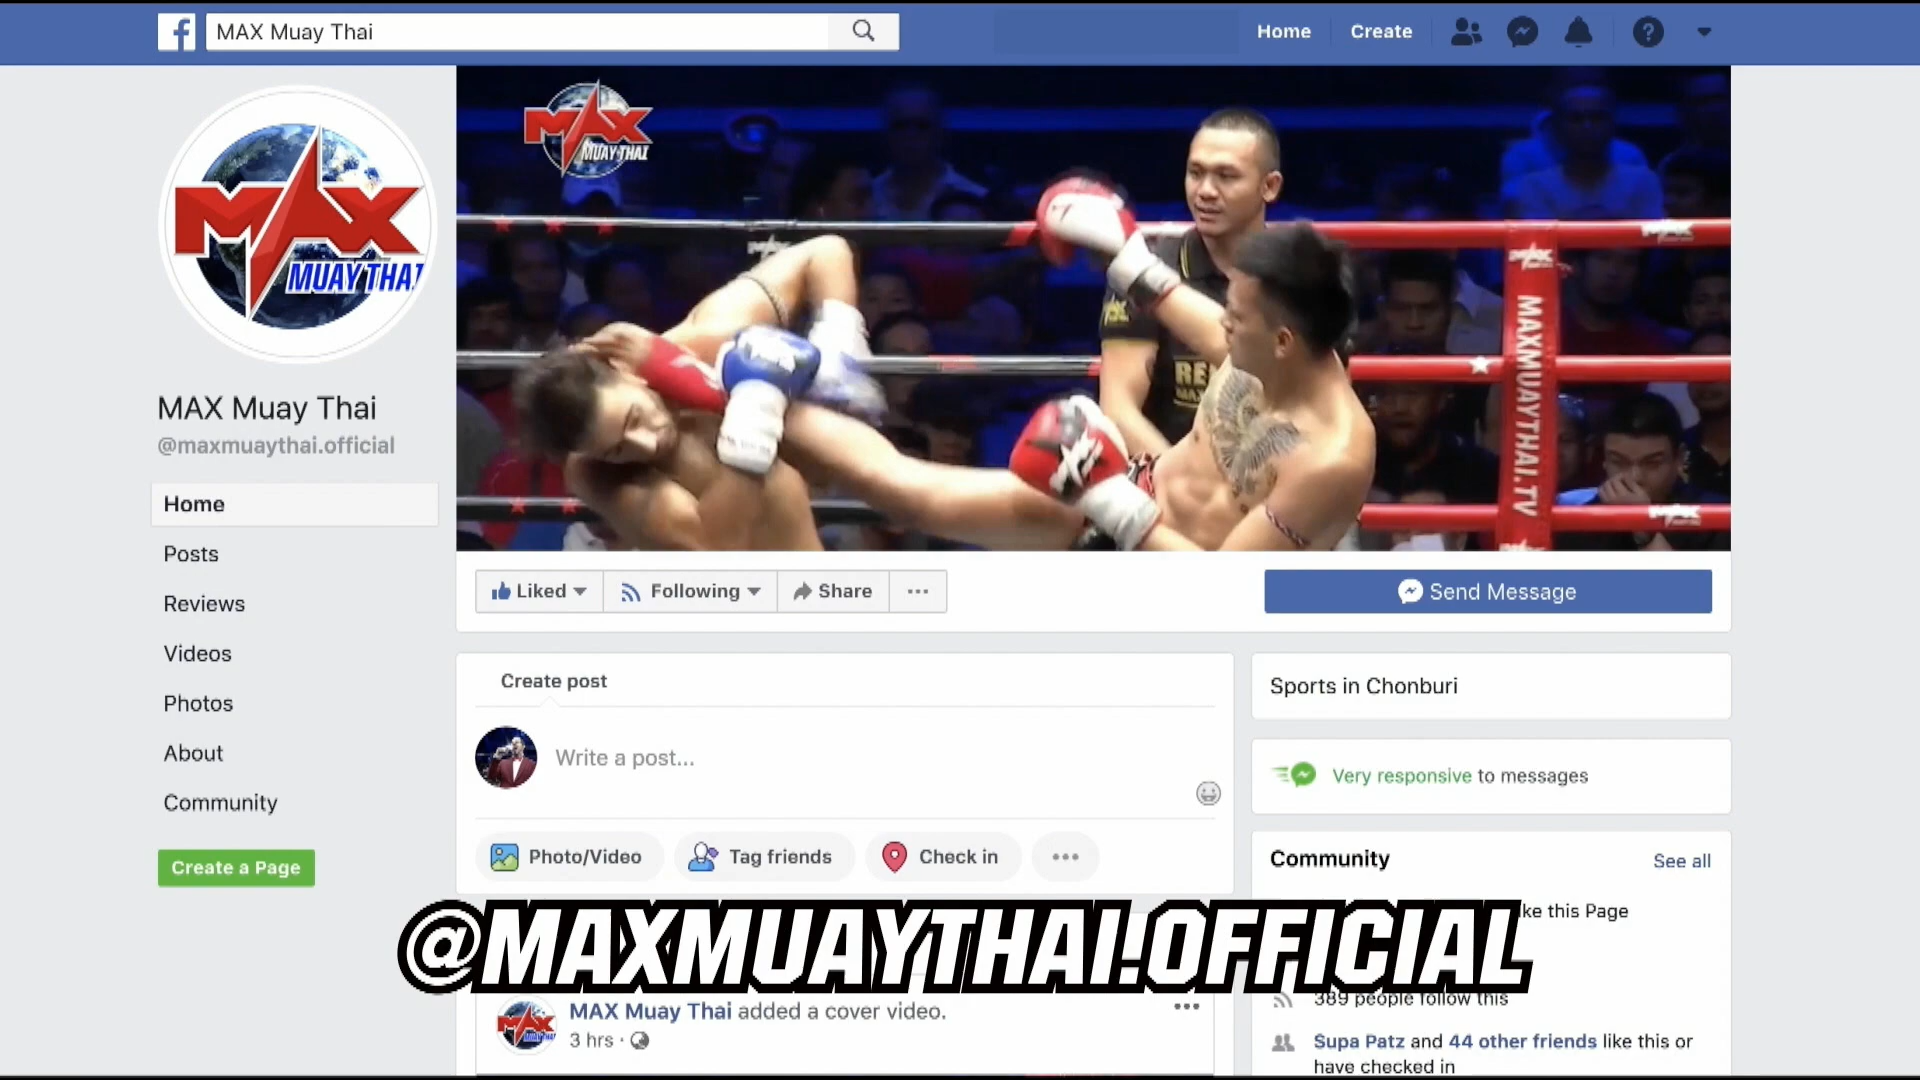 MAX Muay Thai
Home
Create
MAX
MUAY THAI
MAX
MUAY THAI
MAXMUAYTHAI.TV
MAX Muay Thai
@maxmuaythai.official
Home
Posts
Reviews
Videos
Photos
About
Community
Create a Page
Liked
Following
Share
Send Message
Create post
Write a post...
Photo/Video
Tag friends
Check in
Sports in Chonburi
Very responsive to messages
Community
See all
this Page
@MAXMUAYTHAI.OFFICIAL
389 people follow this
MAX Muay Thai added a cover video.
3 hrs
Supa Patz and 44 other friends like this or
have checked in